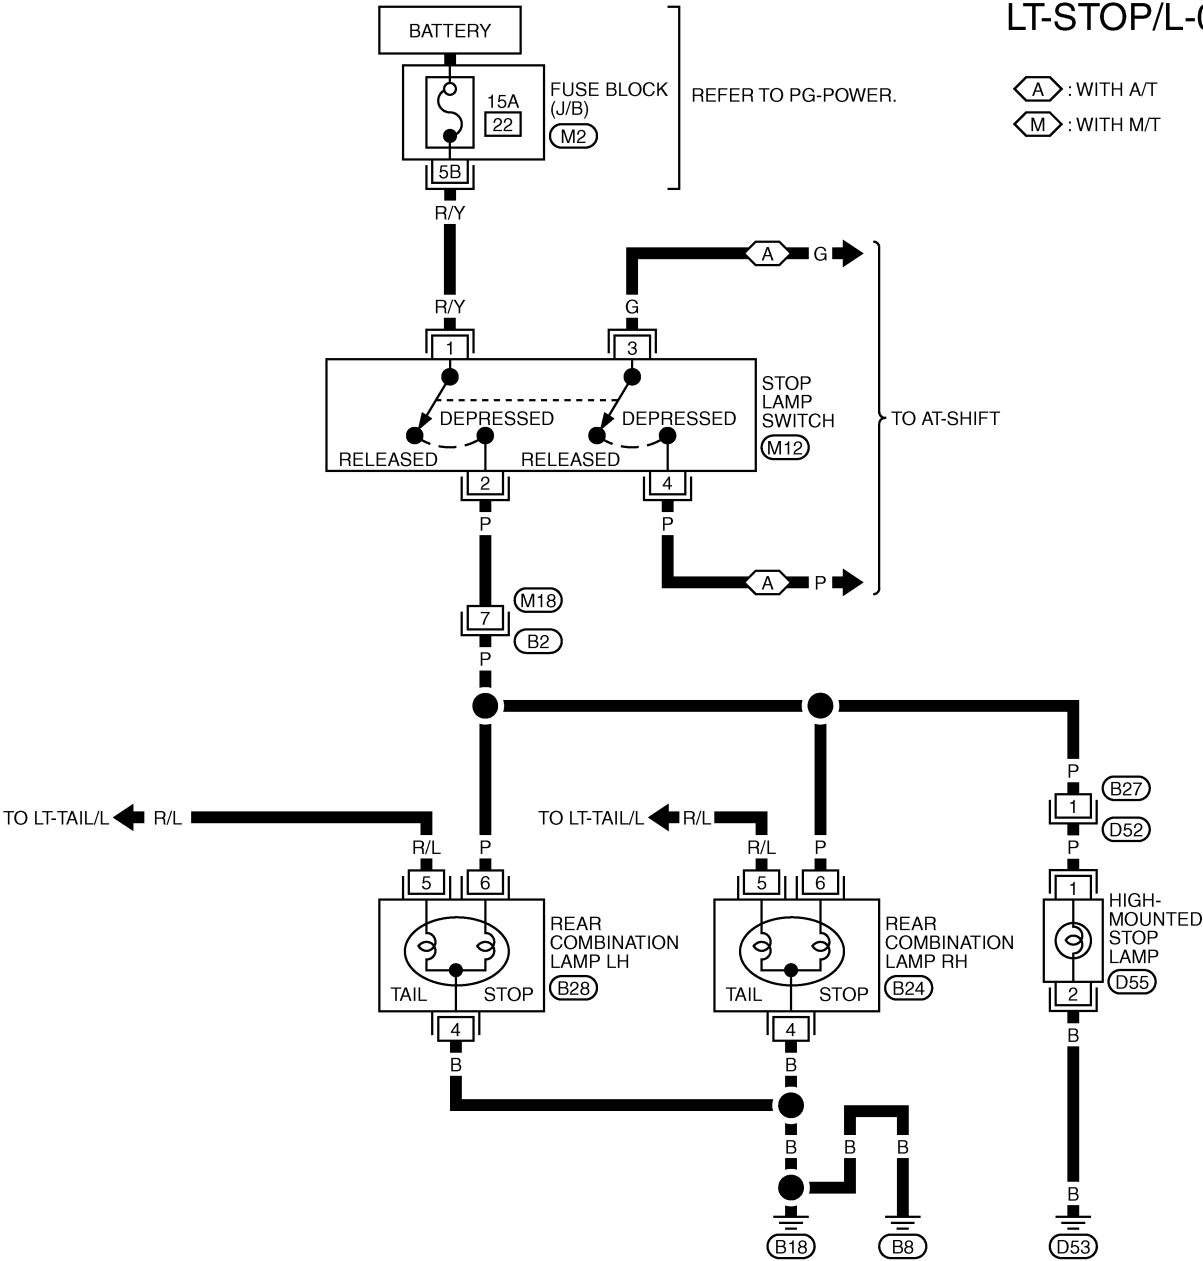 LT-STOP/L-
BATTERY
15A
22
FUSE BLOCK
(J/B)
M2
REFER TO PG-POWER.
A : WITH A/T
M : WITH M/T
5B
R/Y
R/Y
A G
G
1
3
DEPRESSED
DEPRESSED
RELEASED
RELEASED
STOP
LAMP
SWITCH
M12
TO AT-SHIFT
2
4
P
P
A P
M18
7
B2
P
P
B27
1
D52
P
TO LT-TAIL/L R/L
TO LT-TAIL/L R/L
R/L P
R/L P
5 6
5 6
1
REAR
COMBINATION
LAMP LH
B28
TAIL STOP
REAR
COMBINATION
LAMP RH
B24
TAIL STOP
HIGH-
MOUNTED
STOP
LAMP
D55
2
4
4
B
B
B
B
B
B
B
B18
B8
D53